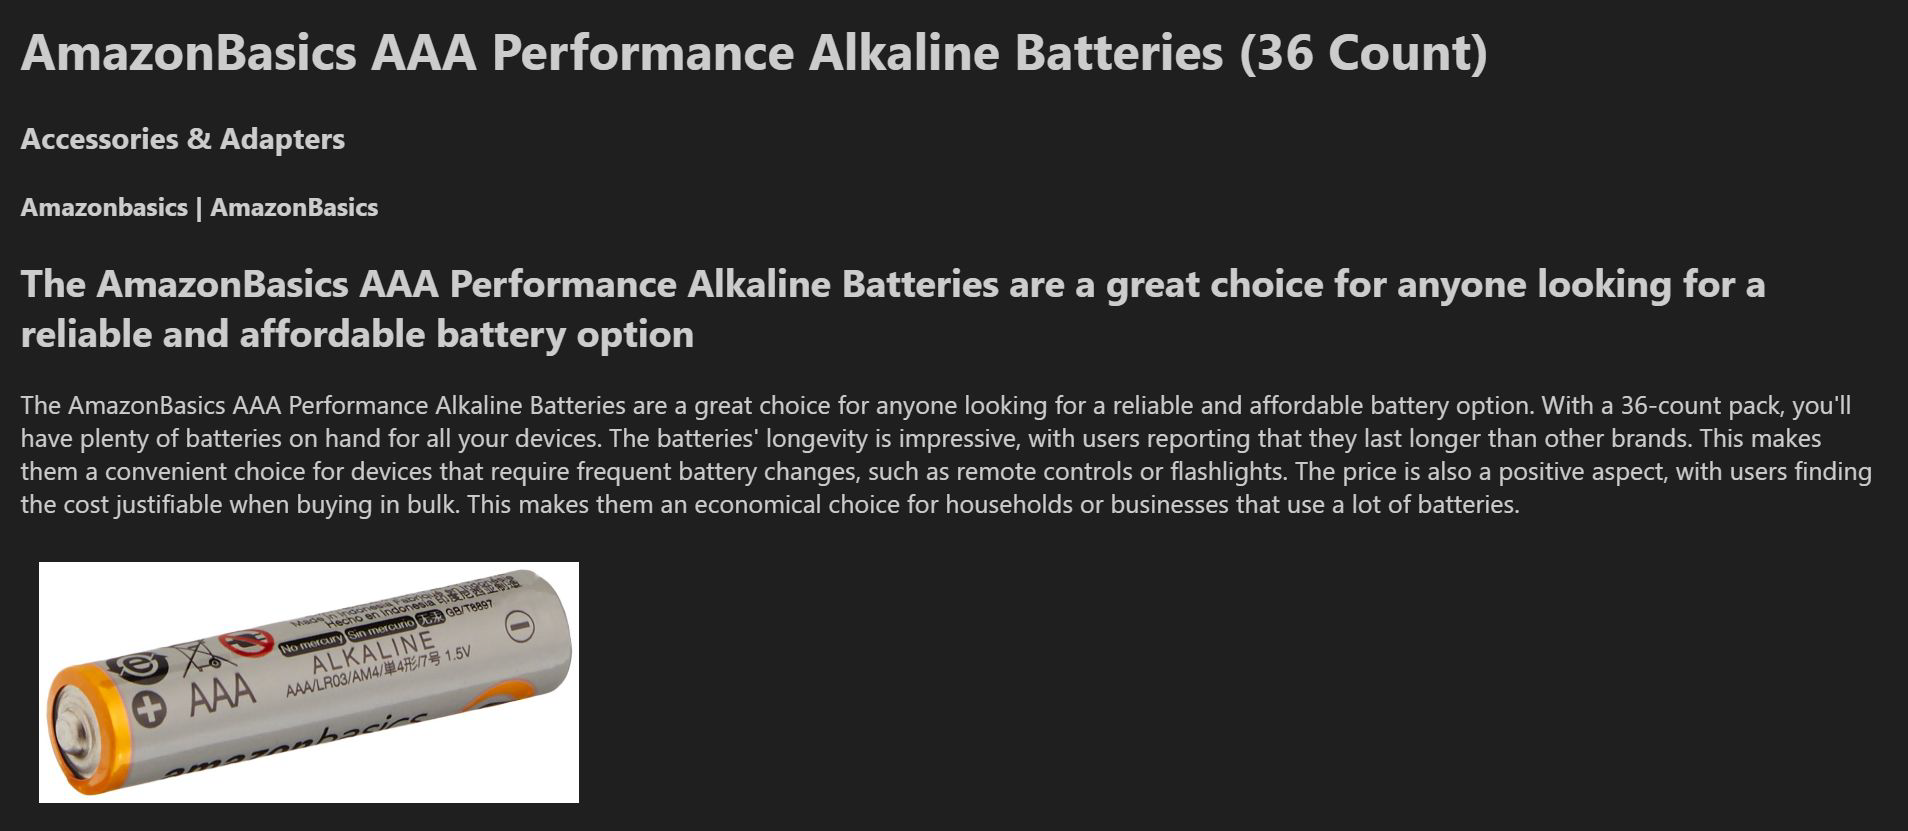 AmazonBasics AAA Performance Alkaline Batteries (36 Count)
Accessories & Adapters
Amazonbasics | AmazonBasics
The AmazonBasics AAA Performance Alkaline Batteries are a great choice for anyone looking for a
reliable and affordable battery option
The AmazonBasics AAA Performance Alkaline Batteries are a great choice for anyone looking for a reliable and affordable battery option. With a 36-count pack, you'll
have plenty of batteries on hand for all your devices. The batteries' longevity is impressive, with users reporting that they last longer than other brands. This makes
them a convenient choice for devices that require frequent battery changes, such as remote controls or flashlights. The price is also a positive aspect, with users finding
the cost justifiable when buying in bulk. This makes them an economical choice for households or businesses that use a lot of batteries.
Made in Indonesia
Hecho en Indonesia
No mercury Sin mercurio GB/T8897
ALKALINE
AAA/LR03/AM4/単4形/7号 1.5V
AAA
amazonbasics